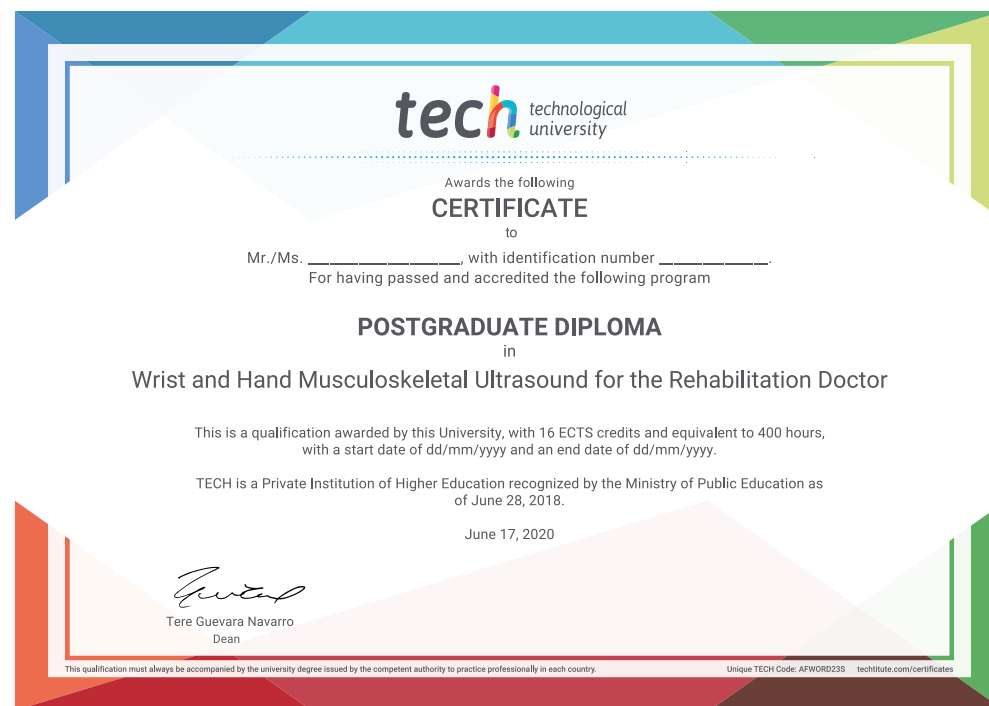 tech technological
university
Awards the following
CERTIFICATE
to
Mr./Ms. ____________________, with identification number ______________.
For having passed and accredited the following program
POSTGRADUATE DIPLOMA
in
Wrist and Hand Musculoskeletal Ultrasound for the Rehabilitation Doctor
This is a qualification awarded by this University, with 16 ECTS credits and equivalent to 400 hours,
with a start date of dd/mm/yyyy and an end date of dd/mm/yyyy.
TECH is a Private Institution of Higher Education recognized by the Ministry of Public Education as
of June 28, 2018.
June 17, 2020
Tere Guevara Navarro
Dean
This qualification must always be accompanied by the university degree issued by the competent authority to practice professionally in each country.
Unique TECH Code: AFWORD23S techtitute.com/certificates